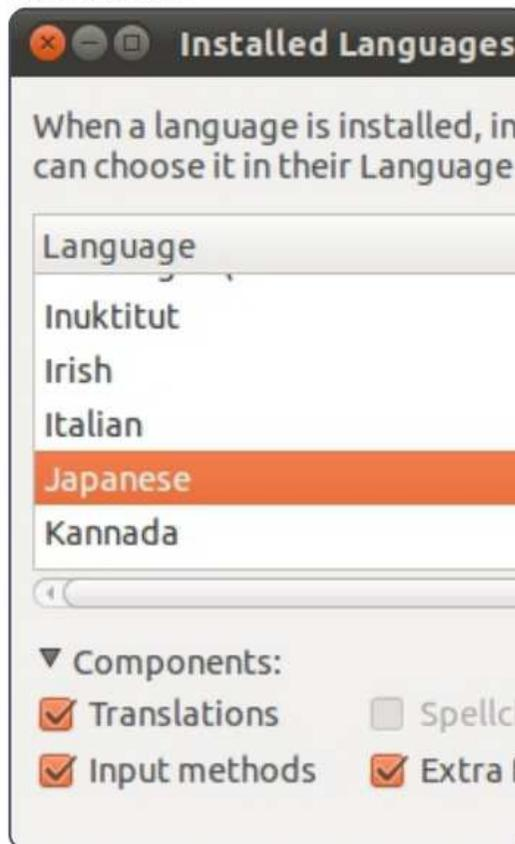 Installed Languages
When a language is installed, in
can choose it in their Language
Language
Inuktitut
Irish
Italian
Japanese
Kannada
Components:
Translations
Spellc
Input methods
Extra